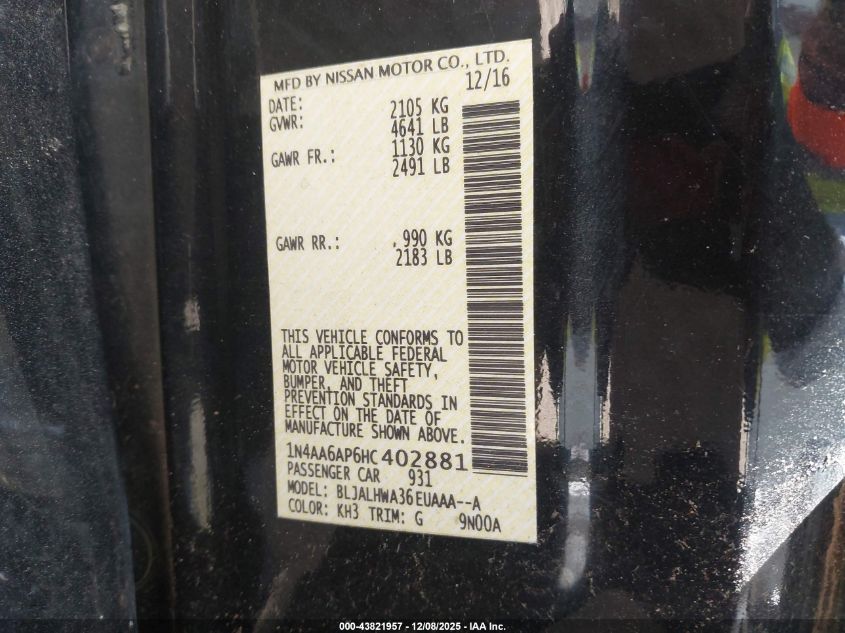 MFD BY NISSAN MOTOR CO., LTD.
DATE: 12/16
GVWR: 2105 KG
4641 LB
GAWR FR.: 1130 KG
2491 LB
GAWR RR.: 990 KG
2183 LB
THIS VEHICLE CONFORMS TO
ALL APPLICABLE FEDERAL
MOTOR VEHICLE SAFETY,
BUMPER, AND THEFT
PREVENTION STANDARDS IN
EFFECT ON THE DATE OF
MANUFACTURE SHOWN ABOVE.
1N4AA6AP6HC402881
PASSENGER CAR 931
MODEL: BLJALHWA36EUAAA--A
COLOR: KH3 TRIM: G 9N00A
000-43821957 - 12/08/2025 - IAA Inc.